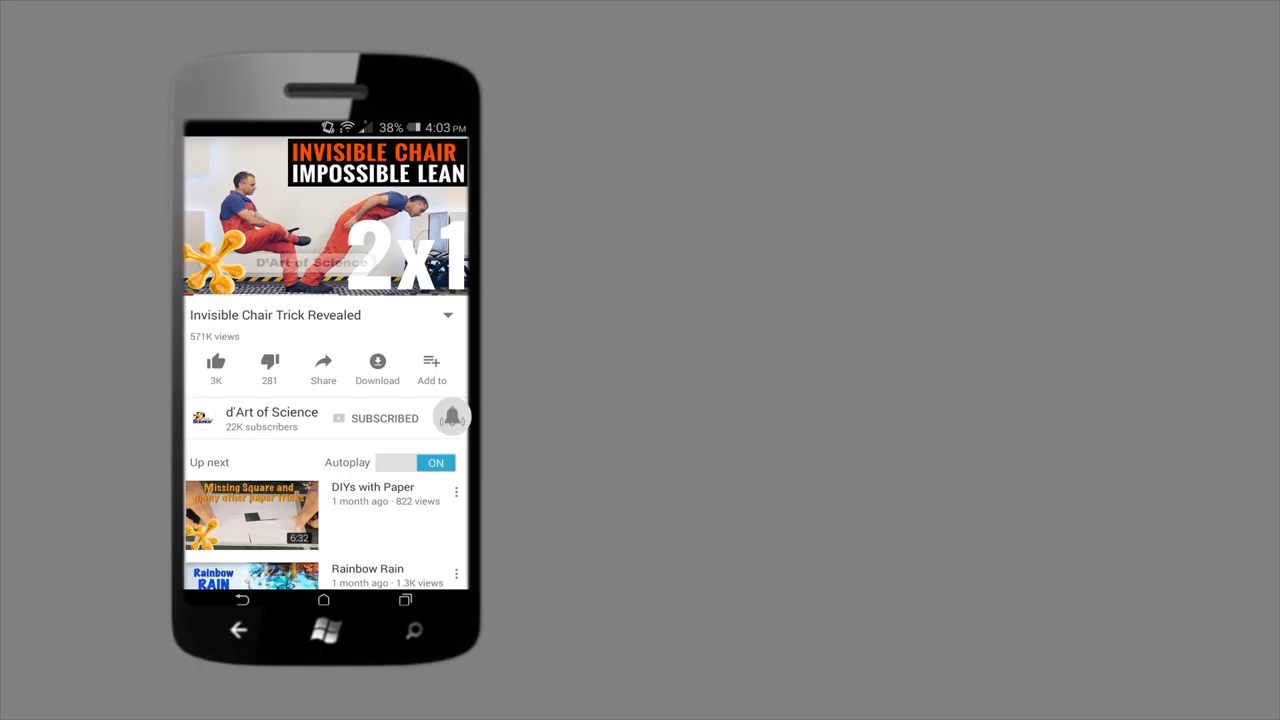 38% 4:03 PM
INVISIBLE CHAIR
IMPOSSIBLE LEAN
2x1
D'Art of Science
Invisible Chair Trick Revealed
571K views
3K 281 Share Download Add to
d'Art of Science
22K subscribers
SUBSCRIBED
Up next Autoplay ON
Missing Square and
many other paper tricks
6:32
DIYs with Paper
1 month ago · 822 views
Rainbow
RAIN
Rainbow Rain
1 month ago · 1.3K views